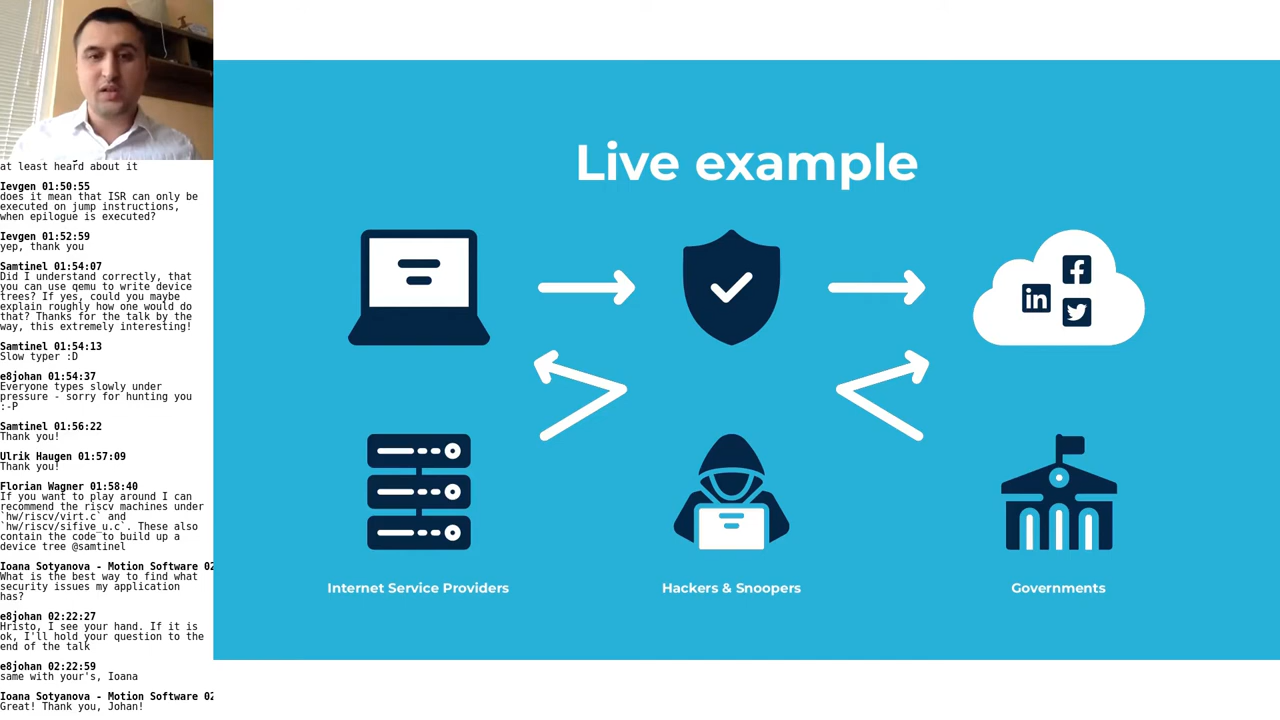 at least heard about it
Ievgen 01:50:55
does it mean that ISR can only be
executed on jump instructions,
when epilogue is executed?
Ievgen 01:52:59
yep, thank you
Samtinel 01:54:07
Did I understand correctly, that
you can use qemu to write device
trees? If yes, could you maybe
explain roughly how one would do
that? Thanks for the talk by the
way, this extremely interesting!
Samtinel 01:54:13
Slow typer :D
e8johan 01:54:37
Everyone types slowly under
pressure - sorry for hunting you
:-P
Samtinel 01:56:22
Thank you!
Ulrik Haugen 01:57:09
Thank you!
Florian Wagner 01:58:40
If you want to play around I can
recommend the riscv machines under
`hw/riscv/virt.c` and
`hw/riscv/sifive_u.c`. These also
contain the code to build up a
device tree @samtinel
Ioana Sotyanova - Motion Software 02
What is the best way to find what
security issues my application
has?
e8johan 02:22:27
Hristo, I see your hand. If it is
ok, I'll hold your question to the
end of the talk
e8johan 02:22:59
same with your's, Ioana
Ioana Sotyanova - Motion Software 02
Great! Thank you, Johan!
Live example
in
f
Internet Service Providers
Hackers & Snoopers
Governments